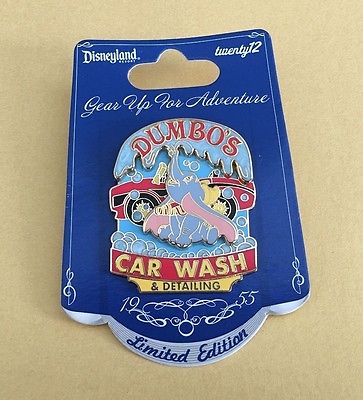 Disneyland
RESORT
twenty12
Gear Up For Adventure
DUMBO'S
CAR WASH
& DETAILING
19 55
Limited Edition